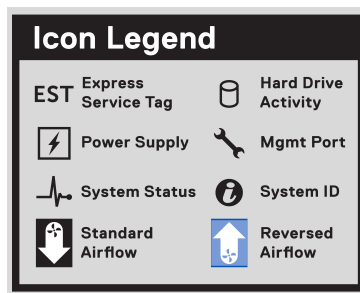 Icon Legend
EST Express
Service Tag
Hard Drive
Activity
Power Supply
Mgmt Port
System Status
i System ID
Standard
Airflow
Reversed
Airflow